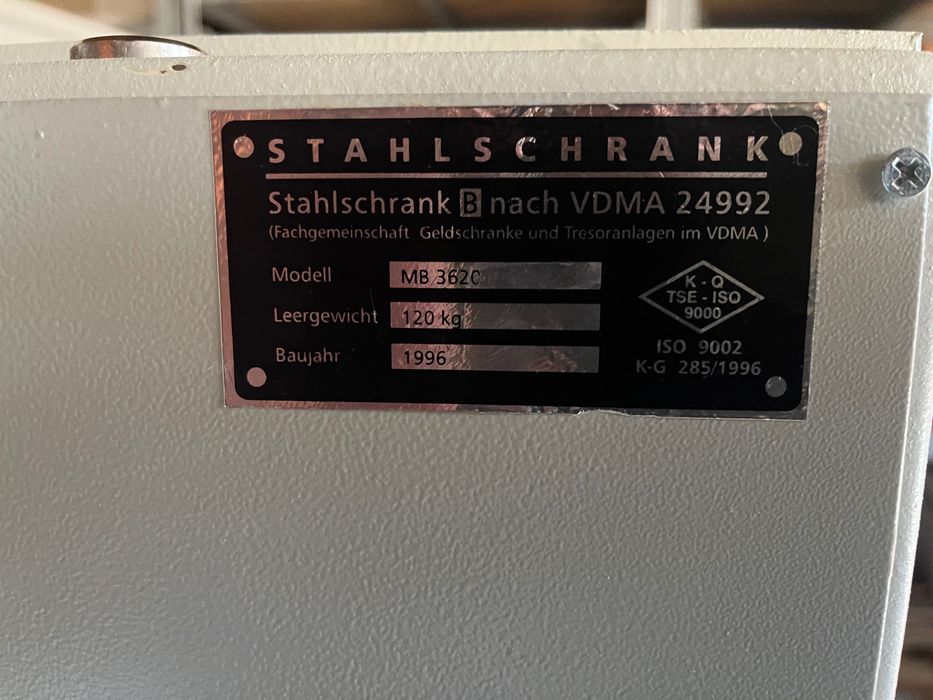 STAHLSCHRANK
Stahlschrank B nach VDMA 24992
(Fachgemeinschaft Geldschranke und Tresoranlagen im VDMA)
Modell MB 3620
Leergewicht 120 kg
Baujahr 1996
K - Q
TSE - ISO
9000
ISO 9002
K-G 285/1996